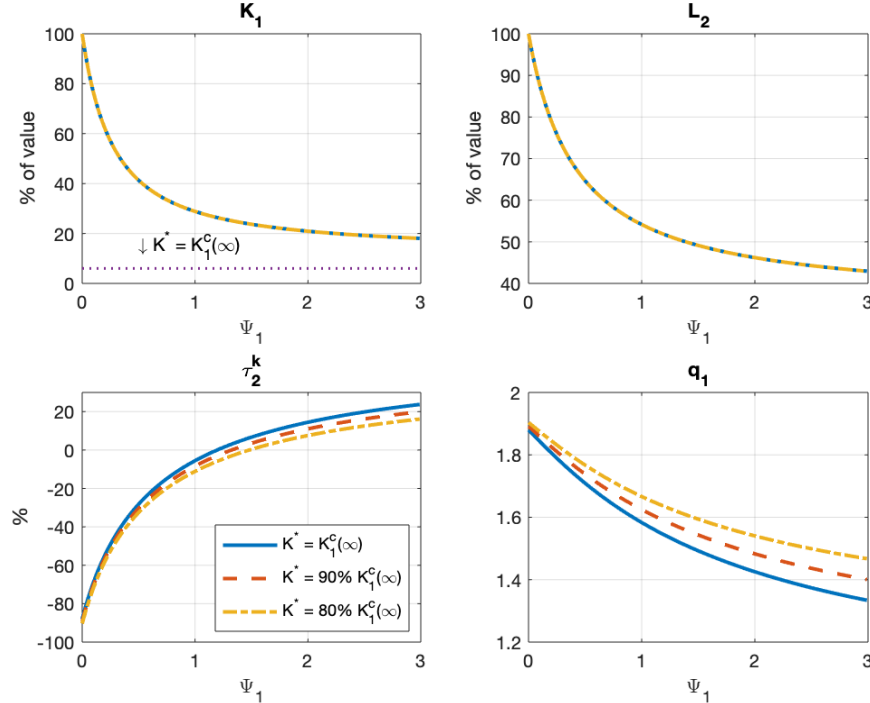 K₁
% of value
100
80
60
40
20
0
↓ K* = K₁ᶜ(∞)
0 1 2 3
Ψ₁
L₂
% of value
100
90
80
70
60
50
40
0 1 2 3
Ψ₁
τ₂ᵏ
%
20
0
-20
-40
-60
-80
-100
K* = K₁ᶜ(∞)
K* = 90% K₁ᶜ(∞)
K* = 80% K₁ᶜ(∞)
0 1 2 3
Ψ₁
q₁
2
1.8
1.6
1.4
1.2
0 1 2 3
Ψ₁